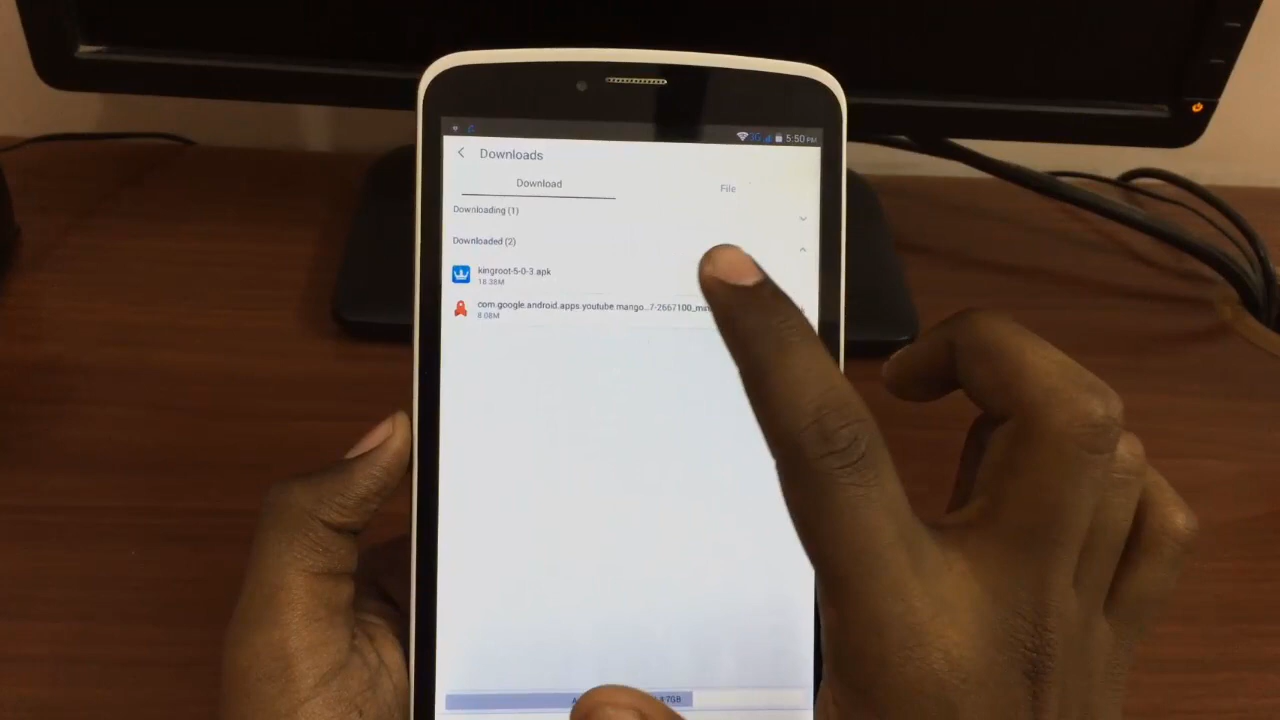 3G 5:50 PM
Downloads
Download
File
Downloading (1)
Downloaded (2)
kingroot-5-0-3.apk
18.38M
com.google.android.apps.youtube.mango...7-2667100_min
8.08M